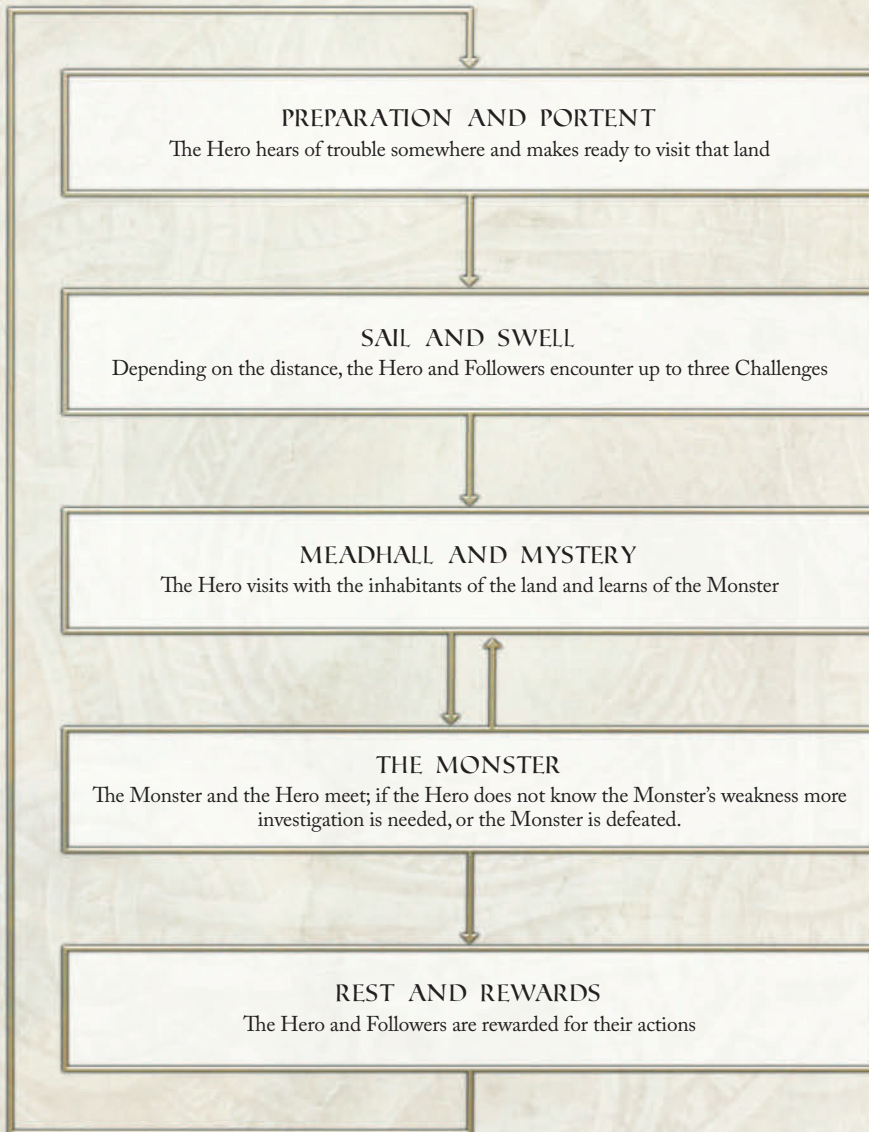 PREPARATION AND PORTENT
The Hero hears of trouble somewhere and makes ready to visit that land
SAIL AND SWELL
Depending on the distance, the Hero and Followers encounter up to three Challenges
MEADHALL AND MYSTERY
The Hero visits with the inhabitants of the land and learns of the Monster
THE MONSTER
The Monster and the Hero meet; if the Hero does not know the Monster's weakness more
investigation is needed, or the Monster is defeated.
REST AND REWARDS
The Hero and Followers are rewarded for their actions